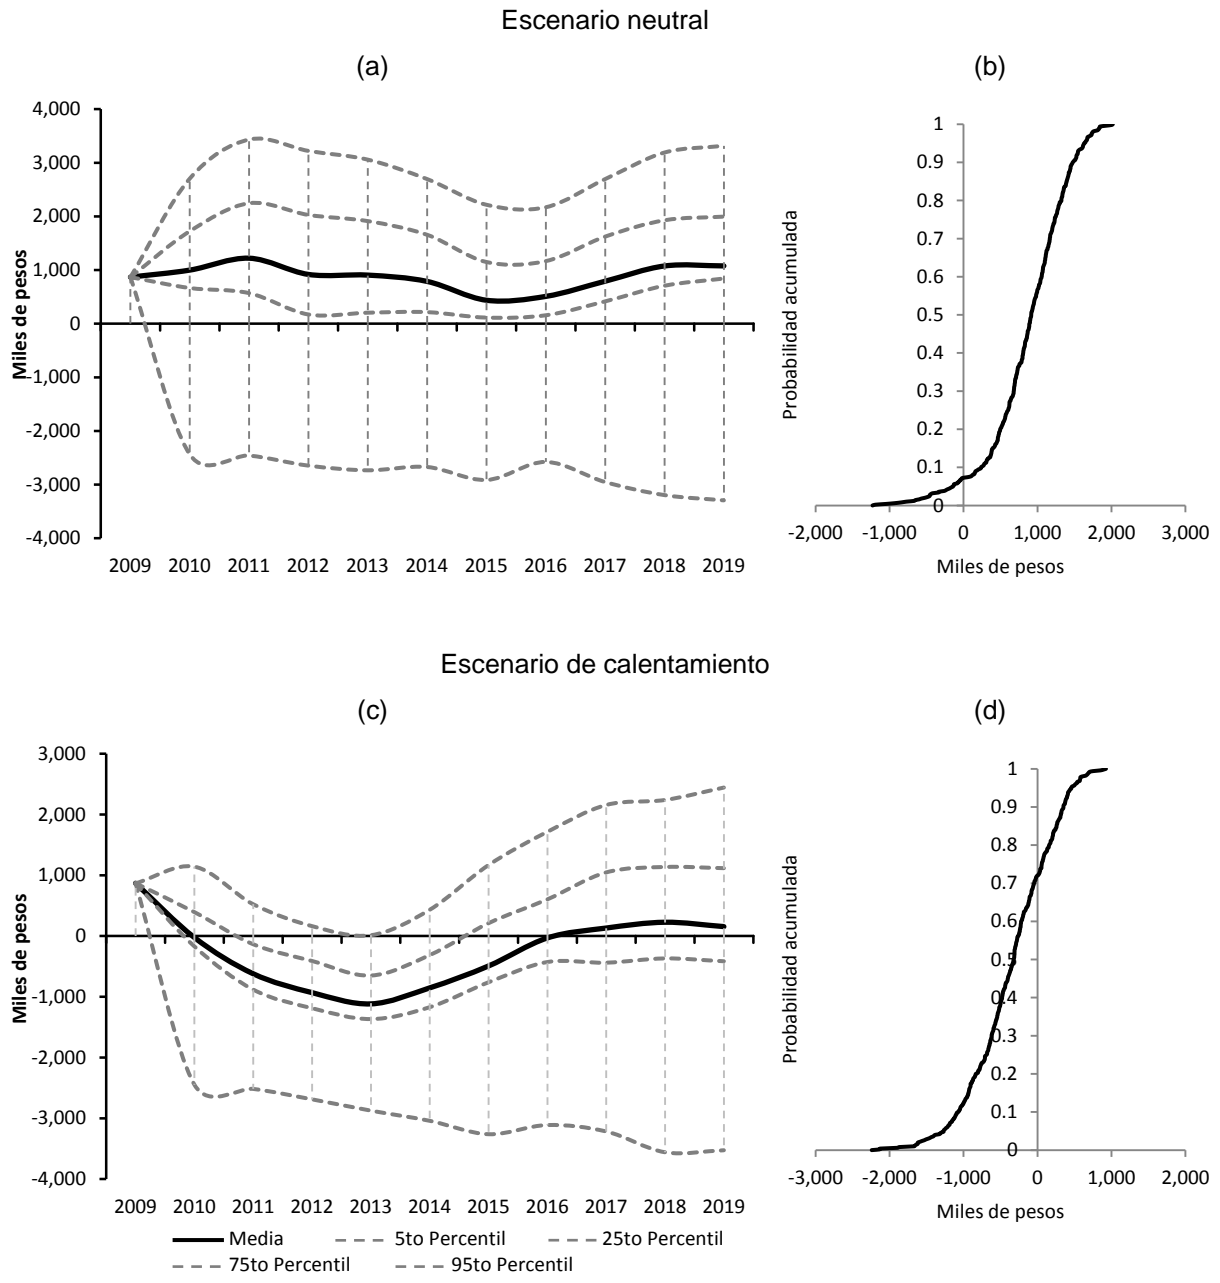 Escenario neutral
(a)
(b)
4,000
3,000
2,000
1,000
0
-1,000
-2,000
-3,000
-4,000
Miles de pesos
2009 2010 2011 2012 2013 2014 2015 2016 2017 2018 2019
1
0.9
0.8
0.7
0.6
0.5
0.4
0.3
0.2
0.1
0
Probabilidad acumulada
-2,000 -1,000 0 1,000 2,000 3,000
Miles de pesos
Escenario de calentamiento
(c)
(d)
3,000
2,000
1,000
0
-1,000
-2,000
-3,000
-4,000
Miles de pesos
2009 2010 2011 2012 2013 2014 2015 2016 2017 2018 2019
Media 5to Percentil 25to Percentil
75to Percentil 95to Percentil
1
0.9
0.8
0.7
0.6
0.5
0.4
0.3
0.2
0.1
0
Probabilidad acumulada
-3,000 -2,000 -1,000 0 1,000 2,000
Miles de pesos